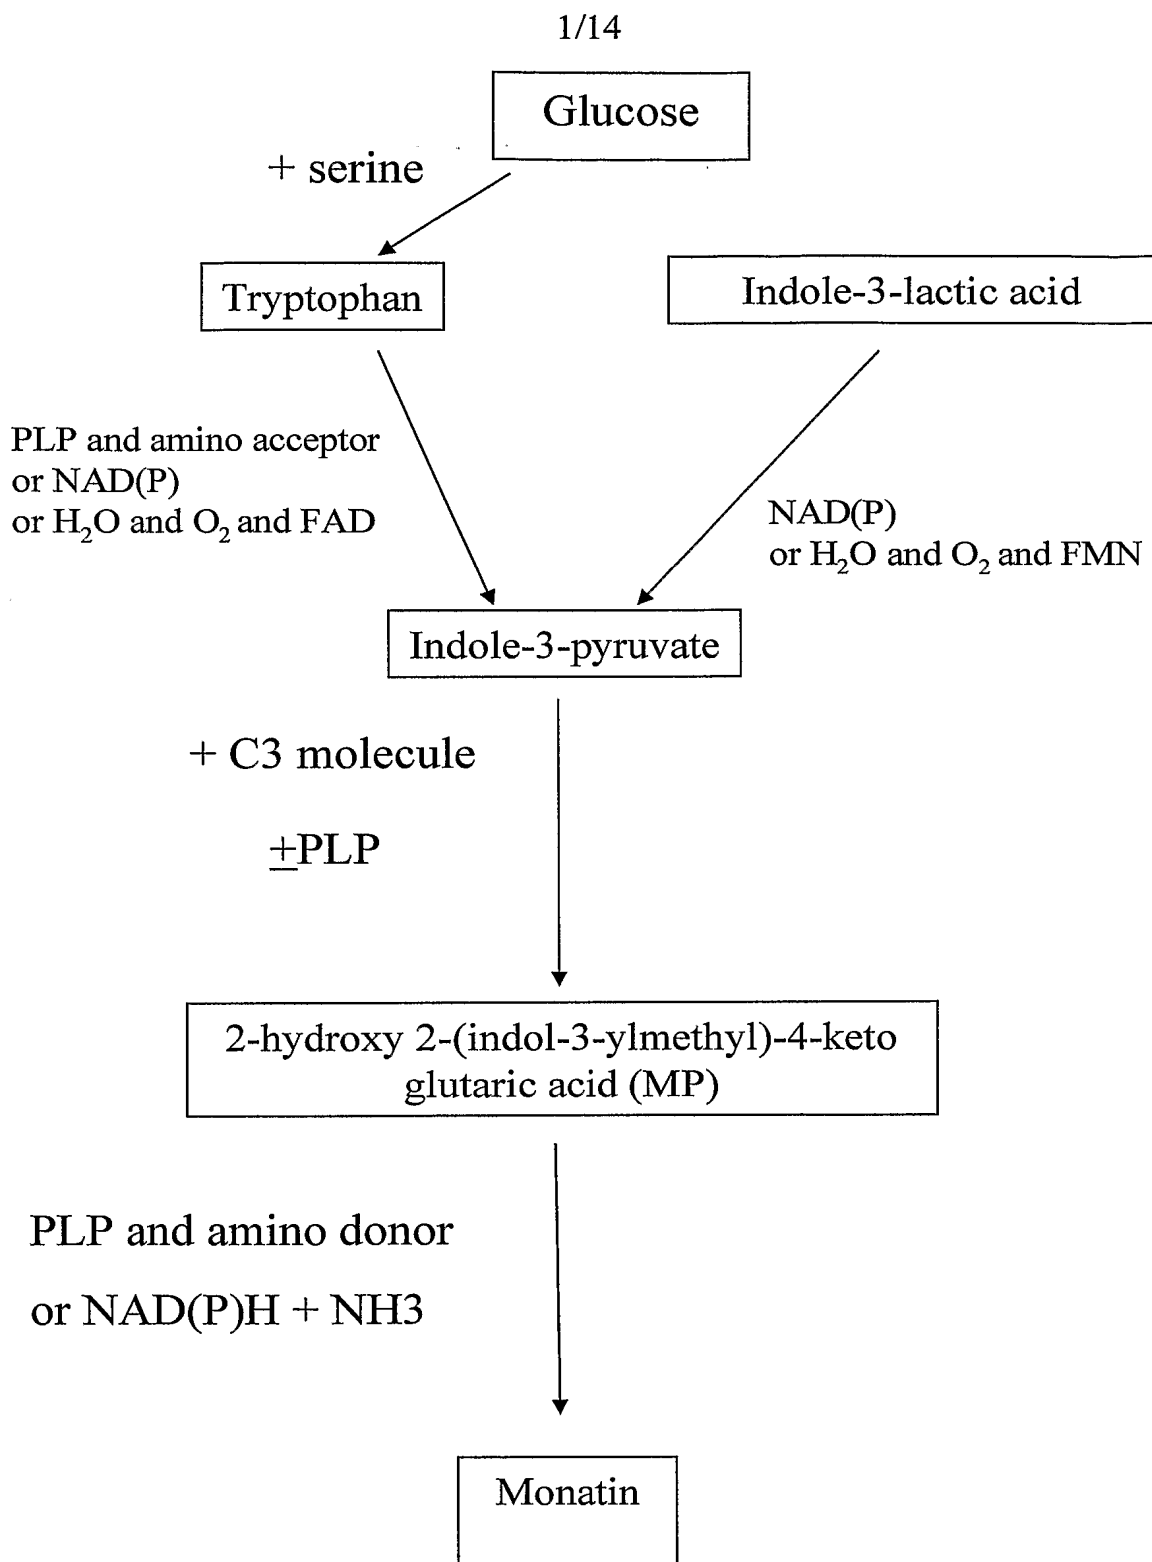 1/14
Glucose
+ serine
Tryptophan
Indole-3-lactic acid
PLP and amino acceptor
or NAD(P)
or H₂O and O₂ and FAD
NAD(P)
or H₂O and O₂ and FMN
Indole-3-pyruvate
+ C3 molecule
±PLP
2-hydroxy 2-(indol-3-ylmethyl)-4-keto
glutaric acid (MP)
PLP and amino donor
or NAD(P)H + NH3
Monatin